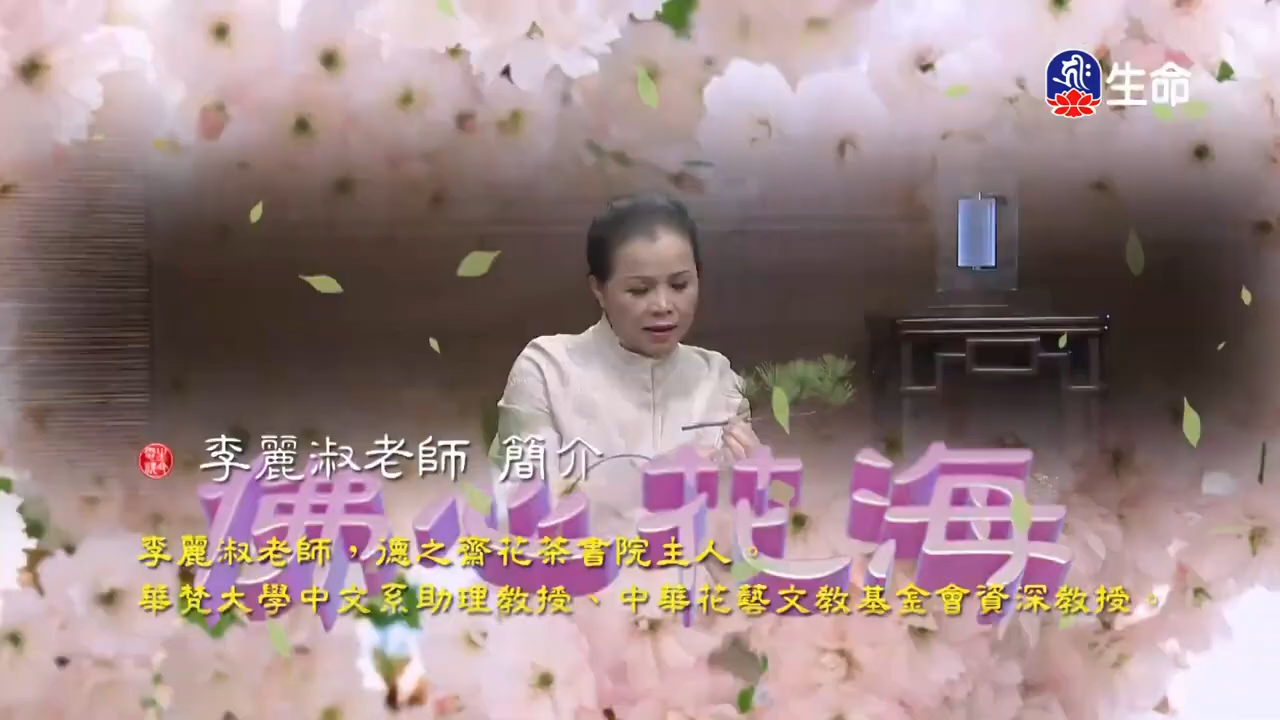 生命
李麗淑老師 簡介
佛心花海
李麗淑老師，德之齋花茶書院主人。
華梵大學中文系助理教授、中華花藝文教基金會資深教授。